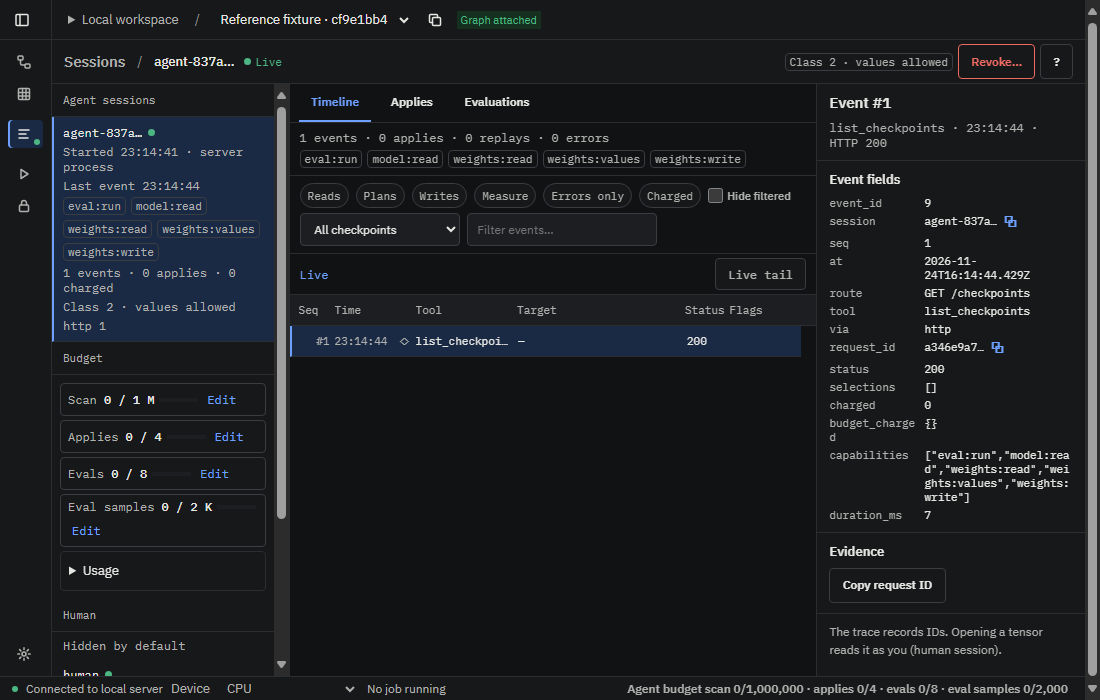 Local workspace / Reference fixture · cf9e1bb4 Graph attached
Sessions / agent-837a… Live Class 2 · values allowed Revoke… ?
Agent sessions
agent-837a…
Started 23:14:41 · server
process
Last event 23:14:44
eval:run model:read
weights:read weights:values
weights:write
1 events · 0 applies · 0
charged
Class 2 · values allowed
http 1
Budget
Scan 0 / 1 M Edit
Applies 0 / 4 Edit
Evals 0 / 8 Edit
Eval samples 0 / 2 K
Edit
Usage
Human
Hidden by default
human
Timeline Applies Evaluations
1 events · 0 applies · 0 replays · 0 errors
eval:run model:read weights:read weights:values weights:write
Reads Plans Writes Measure Errors only Charged Hide filtered
All checkpoints Filter events…
Live Live tail
Seq Time Tool Target Status Flags
#1 23:14:44 ◇ list_checkpoi… — 200
Event #1
list_checkpoints · 23:14:44 ·
HTTP 200
Event fields
event_id 9
session agent-837a…
seq 1
at 2026-11-
24T16:14:44.429Z
route GET /checkpoints
tool list_checkpoints
via http
request_id a346e9a7…
status 200
selections []
charged 0
budget_charge {}
d
capabilities ["eval:run","model:rea
d","weights:read","wei
ghts:values","weights:
write"]
duration_ms 7
Evidence
Copy request ID
The trace records IDs. Opening a tensor
reads it as you (human session).
Connected to local server Device CPU No job running Agent budget scan 0/1,000,000 · applies 0/4 · evals 0/8 · eval samples 0/2,000